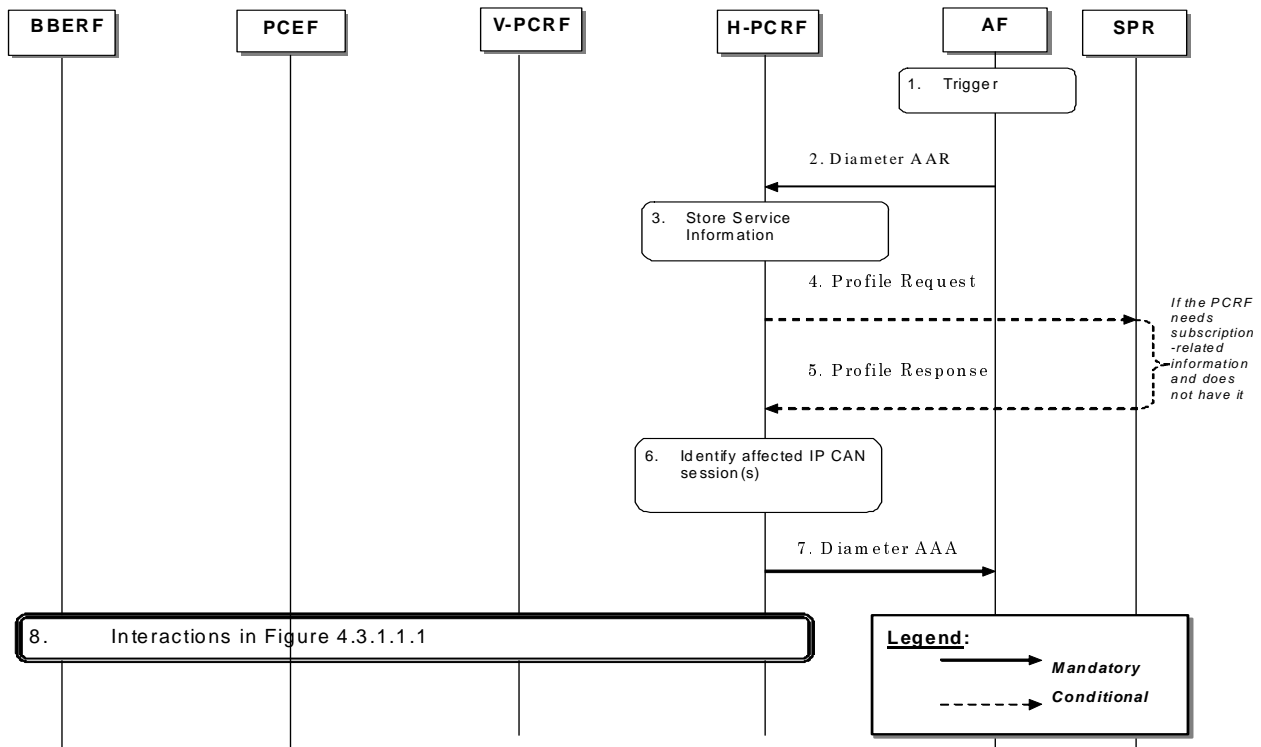 BBERF
PCEF
V-PCRF
H-PCRF
AF
SPR
1. Trigger
2. Diameter AAR
3. Store Service
Information
4. Profile Request
If the PCRF
needs
subscription
-related
information
and does
not have it
5. Profile Response
6. Identify affected IP CAN
session(s)
7. Diameter AAA
8. Interactions in Figure 4.3.1.1.1
Legend:
Mandatory
Conditional